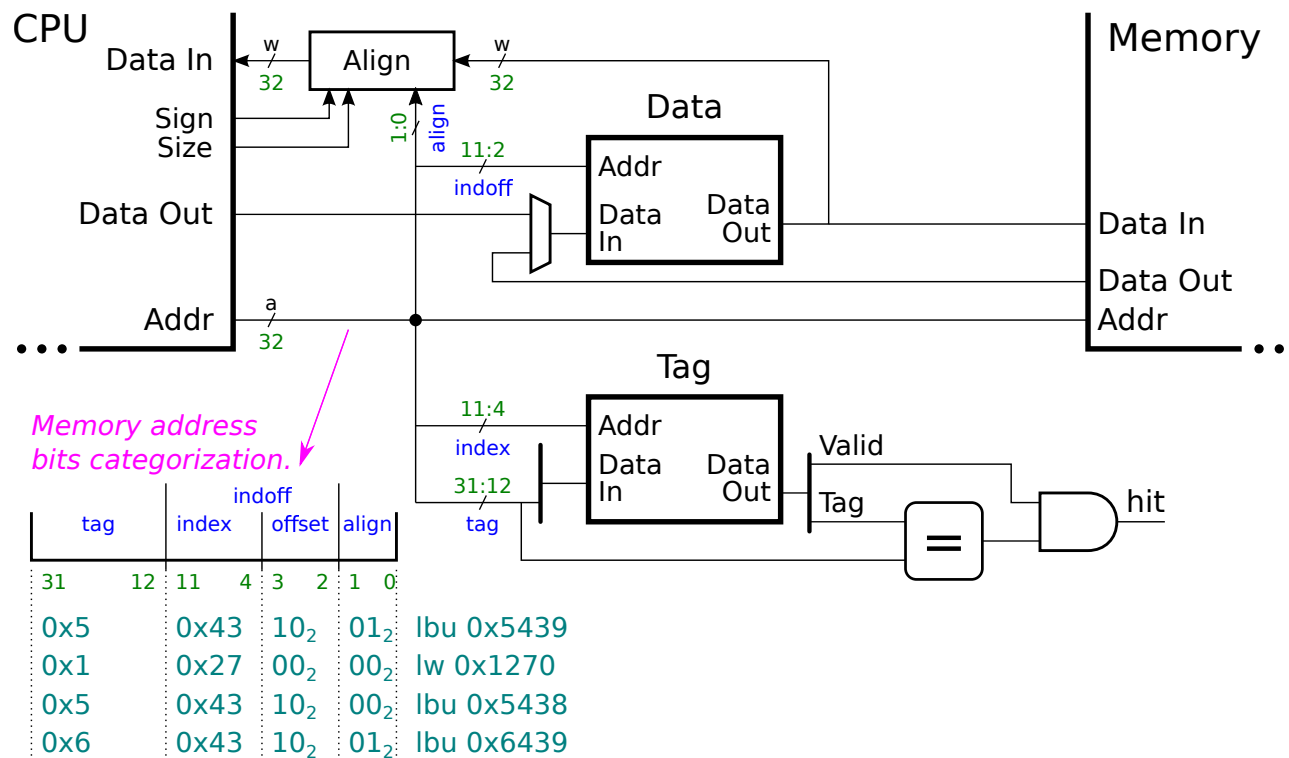 CPU
Memory
Data In
w
32
Align
w
32
Sign
Size
1:0
align
Data
11:2
indoff
Addr
Data In
Data Out
Data Out
Data In
Data Out
Addr
a
32
Addr
Tag
Memory address
bits categorization.
11:4
index
31:12
tag
Addr
Data In
Data Out
Valid
Tag
=
hit
indoff
tag index offset align
31 12 11 4 3 2 1 0
0x5 0x43 10₂ 01₂ lbu 0x5439
0x1 0x27 00₂ 00₂ lw 0x1270
0x5 0x43 10₂ 00₂ lbu 0x5438
0x6 0x43 10₂ 01₂ lbu 0x6439